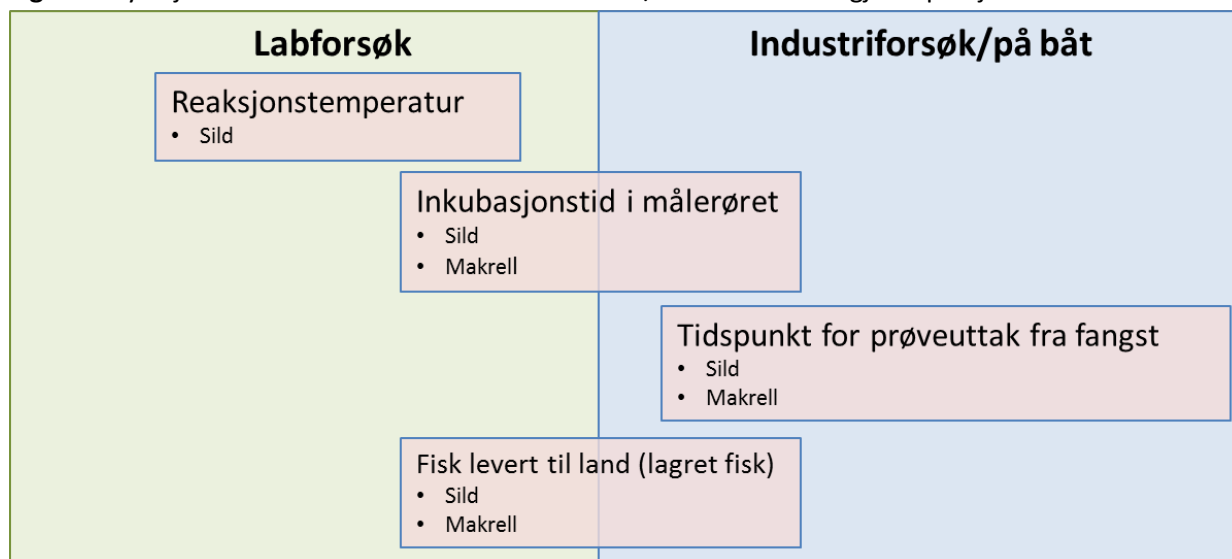 Labforsøk
Industriforsøk/på båt
Reaksjonstemperatur
• Sild
Inkubasjonstid i målerøret
• Sild
• Makrell
Tidspunkt for prøveuttak fra fangst
• Sild
• Makrell
Fisk levert til land (lagret fisk)
• Sild
• Makrell